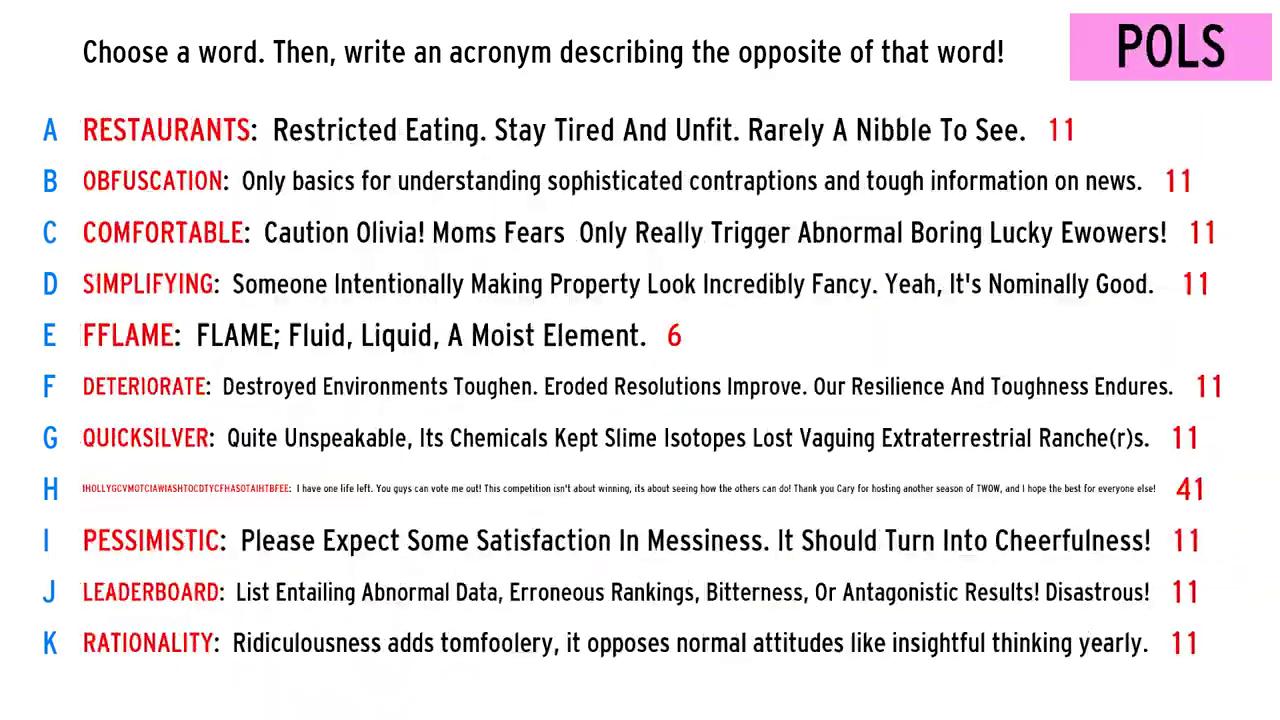 Choose a word. Then, write an acronym describing the opposite of that word!
POLS
A RESTAURANTS: Restricted Eating. Stay Tired And Unfit. Rarely A Nibble To See. 11
B OBFUSCATION: Only basics for understanding sophisticated contraptions and tough information on news. 11
C COMFORTABLE: Caution Olivia! Moms Fears Only Really Trigger Abnormal Boring Lucky Ewowers! 11
D SIMPLIFYING: Someone Intentionally Making Property Look Incredibly Fancy. Yeah, It's Nominally Good. 11
E FFLAME: FLAME; Fluid, Liquid, A Moist Element. 6
F DETERIORATE: Destroyed Environments Toughen. Eroded Resolutions Improve. Our Resilience And Toughness Endures. 11
G QUICKSILVER: Quite Unspeakable, Its Chemicals Kept Slime Isotopes Lost Vaguing Extraterrestrial Ranche(r)s. 11
H IHOLLYGCVMOTCIAWIASHTOCDTYCFHASOTAIHTBFEE: I have one life left. You guys can vote me out! This competition isn't about winning, its about seeing how the others can do! Thank you Cary for hosting another season of TWOW, and I hope the best for everyone else! 41
I PESSIMISTIC: Please Expect Some Satisfaction In Messiness. It Should Turn Into Cheerfulness! 11
J LEADERBOARD: List Entailing Abnormal Data, Erroneous Rankings, Bitterness, Or Antagonistic Results! Disastrous! 11
K RATIONALITY: Ridiculousness adds tomfoolery, it opposes normal attitudes like insightful thinking yearly. 11